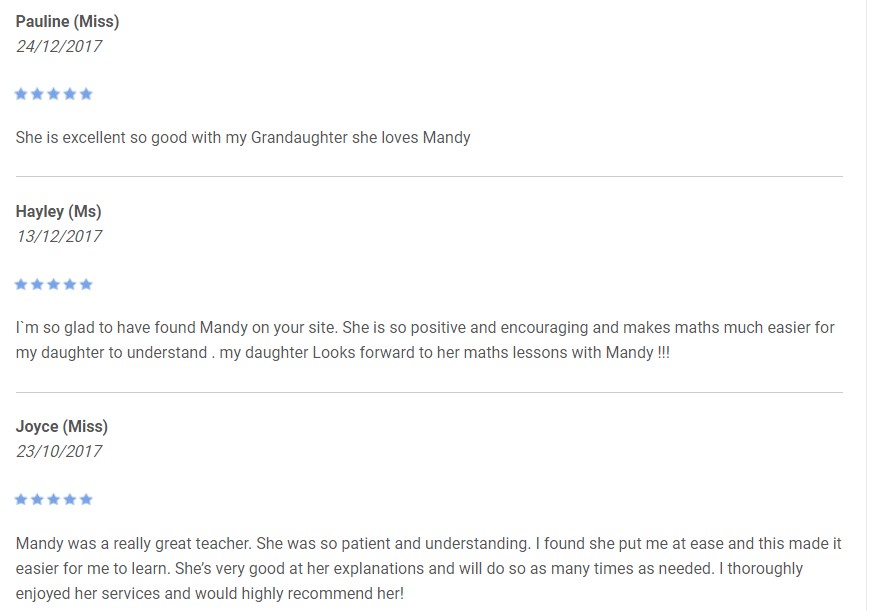 Pauline (Miss)
24/12/2017
She is excellent so good with my Grandaughter she loves Mandy
Hayley (Ms)
13/12/2017
I`m so glad to have found Mandy on your site. She is so positive and encouraging and makes maths much easier for
my daughter to understand . my daughter Looks forward to her maths lessons with Mandy !!!
Joyce (Miss)
23/10/2017
Mandy was a really great teacher. She was so patient and understanding. I found she put me at ease and this made it
easier for me to learn. She’s very good at her explanations and will do so as many times as needed. I thoroughly
enjoyed her services and would highly recommend her!